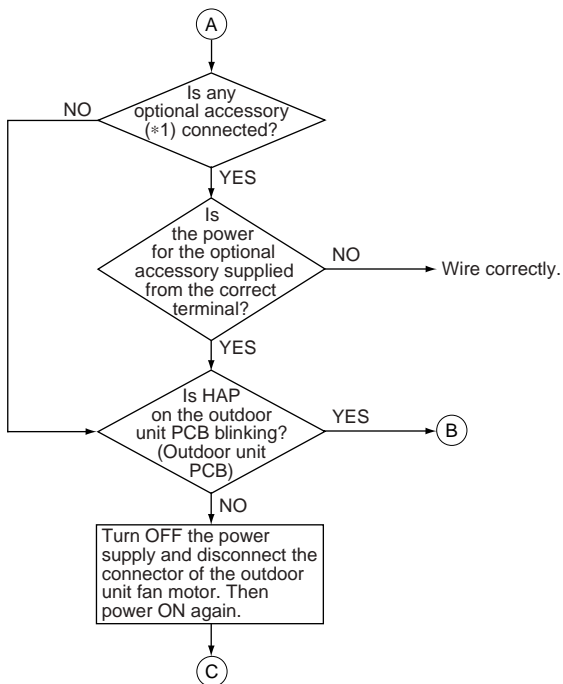 A
Is any
optional accessory
(*1) connected?
NO
YES
Is
the power
for the optional
accessory supplied
from the correct
terminal?
NO
Wire correctly.
YES
Is HAP
on the outdoor
unit PCB blinking?
(Outdoor unit
PCB)
YES
B
NO
Turn OFF the power
supply and disconnect the
connector of the outdoor
unit fan motor. Then
power ON again.
C